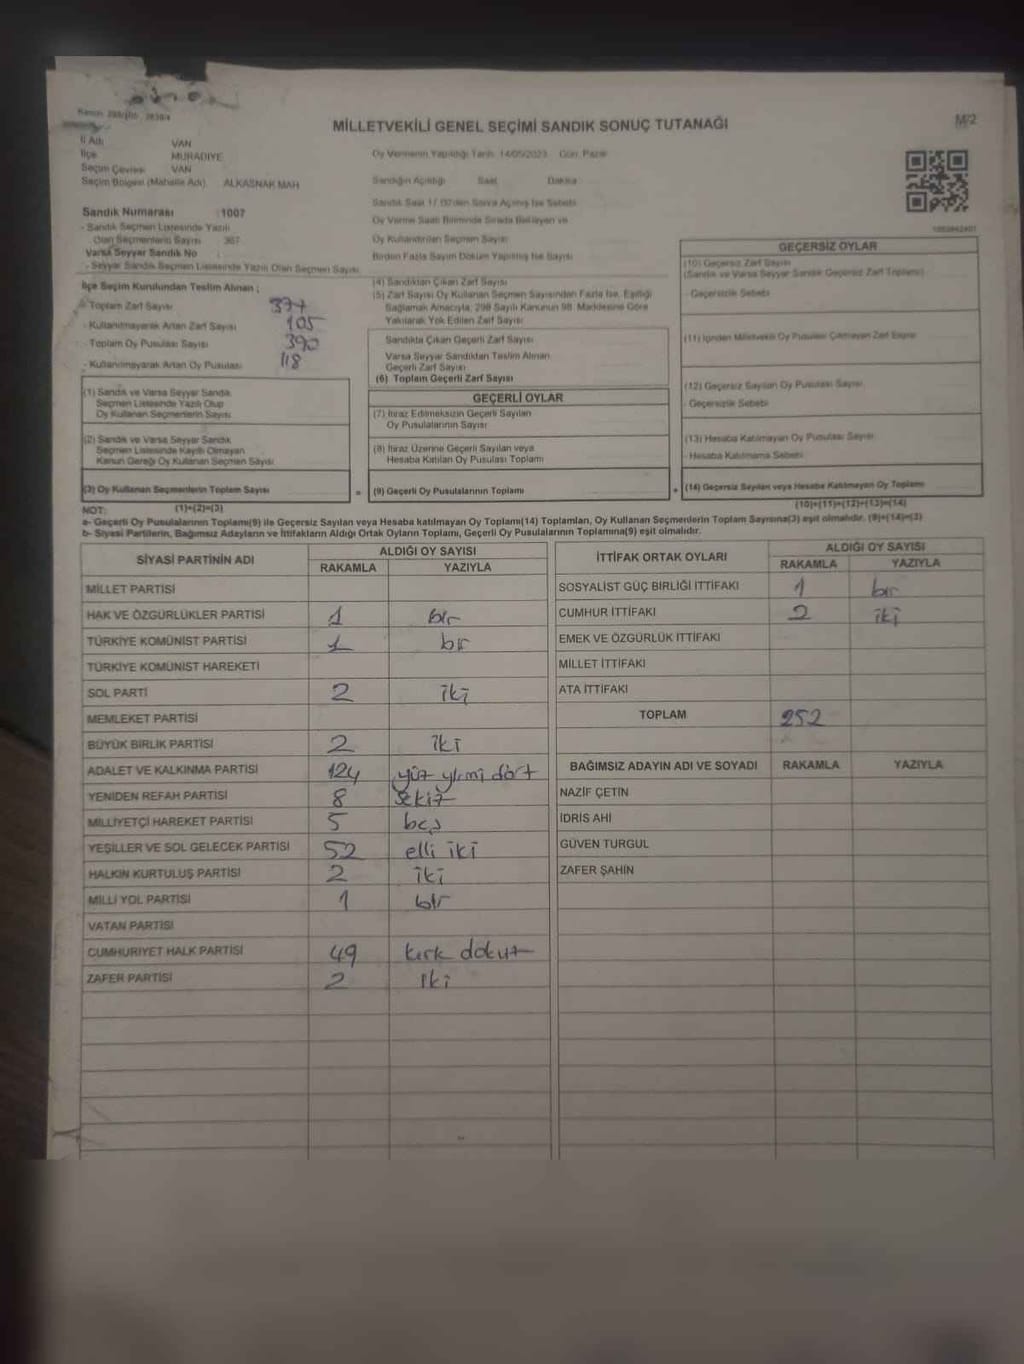 MİLLETVEKİLİ GENEL SEÇİMİ SANDIK SONUÇ TUTANAĞI
M/2
İl Adı VAN
İlçe MURADİYE
Seçim Çevresi VAN
Seçim Bölgesi (Mahalle Adı) ALKASNAK MAH
Sandık Numarası : 1007
- Sandık Seçmen Listesinde Yazılı
Olan Seçmenlerin Sayısı 367
Varsa Seyyar Sandık No :
- Seyyar Sandık Seçmen Listesinde Yazılı Olan Seçmen Sayısı
İlçe Seçim Kurulundan Teslim Alınan ;
- Toplam Zarf Sayısı 377
- Kullanılmayarak Artan Zarf Sayısı 105
- Toplam Oy Pusulası Sayısı 390
- Kullanılmayarak Artan Oy Pusulası 118
(1) Sandık ve Varsa Seyyar Sandık
Seçmen Listesinde Yazılı Olup
Oy Kullanan Seçmenlerin Sayısı
(2) Sandık ve Varsa Seyyar Sandık
Seçmen Listesinde Kayıtlı Olmayan
Kanun Gereği Oy Kullanan Seçmen Sayısı
(3) Oy Kullanan Seçmenlerin Toplam Sayısı
(1)+(2)=(3)
Oy Vermenin Yapıldığı Tarih: 14/05/2023 Gün: Pazar
Sandığın Açıldığı Saat Dakika
Sandık Saat 17.00'den Sonra Açılmış İse Sebebi
Oy Verme Saati Bitiminde Sırada Bekleyen ve
Oy Kullandırılan Seçmen Sayısı
Birden Fazla Sayım Döküm Yapılmış İse Sayısı
(4) Sandıktan Çıkan Zarf Sayısı
(5) Zarf Sayısı Oy Kullanan Seçmen Sayısından Fazla İse, Eşitliği
Sağlamak Amacıyla, 298 Sayılı Kanunun 98. Maddesine Göre
Yakılarak Yok Edilen Zarf Sayısı
Sandıkta Çıkan Geçerli Zarf Sayısı
Varsa Seyyar Sandıktan Teslim Alınan
Geçerli Zarf Sayısı
(6) Toplam Geçerli Zarf Sayısı
GEÇERLİ OYLAR
(7) İtiraz Edilmeksizin Geçerli Sayılan
Oy Pusulalarının Sayısı
(8) İtiraz Üzerine Geçerli Sayılan veya
Hesaba Katılan Oy Pusulası Toplamı
= (9) Geçerli Oy Pusulalarının Toplamı +
GEÇERSİZ OYLAR
(10) Geçersiz Zarf Sayısı
(Sandık ve Varsa Seyyar Sandık Geçersiz Zarf Toplamı)
- Geçersizlik Sebebi
(11) İçinden Milletvekili Oy Pusulası Çıkmayan Zarf Sayısı
(12) Geçersiz Sayılan Oy Pusulası Sayısı
- Geçersizlik Sebebi
(13) Hesaba Katılmayan Oy Pusulası Sayısı
- Hesaba Katılmama Sebebi
(14) Geçersiz Sayılan veya Hesaba Katılmayan Oy Toplamı
(10)+(11)+(12)+(13)=(14)
NOT:
a- Geçerli Oy Pusulalarının Toplamı(9) ile Geçersiz Sayılan veya Hesaba katılmayan Oy Toplamı(14) Toplamları, Oy Kullanan Seçmenlerin Toplam Sayısına(3) eşit olmalıdır. (9)+(14)=(3)
b- Siyasi Partilerin, Bağımsız Adayların ve İttifakların Aldığı Ortak Oyların Toplamı, Geçerli Oy Pusulalarının Toplamına(9) eşit olmalıdır.
SİYASİ PARTİNİN ADI ALDIĞI OY SAYISI
RAKAMLA YAZIYLA
MİLLET PARTİSİ
HAK VE ÖZGÜRLÜKLER PARTİSİ 1 bir
TÜRKİYE KOMÜNİST PARTİSİ 1 bir
TÜRKİYE KOMÜNİST HAREKETİ
SOL PARTİ 2 iki
MEMLEKET PARTİSİ
BÜYÜK BİRLİK PARTİSİ 2 iki
ADALET VE KALKINMA PARTİSİ 124 yüz yirmi dört
YENİDEN REFAH PARTİSİ 8 sekiz
MİLLİYETÇİ HAREKET PARTİSİ 5 beş
YEŞİLLER VE SOL GELECEK PARTİSİ 52 elli iki
HALKIN KURTULUŞ PARTİSİ 2 iki
MİLLİ YOL PARTİSİ 1 bir
VATAN PARTİSİ
CUMHURİYET HALK PARTİSİ 49 kırk dokuz
ZAFER PARTİSİ 2 iki
İTTİFAK ORTAK OYLARI ALDIĞI OY SAYISI
RAKAMLA YAZIYLA
SOSYALİST GÜÇ BİRLİĞİ İTTİFAKI 1 bir
CUMHUR İTTİFAKI 2 iki
EMEK VE ÖZGÜRLÜK İTTİFAKI
MİLLET İTTİFAKI
ATA İTTİFAKI
TOPLAM 252
BAĞIMSIZ ADAYIN ADI VE SOYADI RAKAMLA YAZIYLA
NAZİF ÇETİN
İDRİS AHİ
GÜVEN TURGUL
ZAFER ŞAHİN